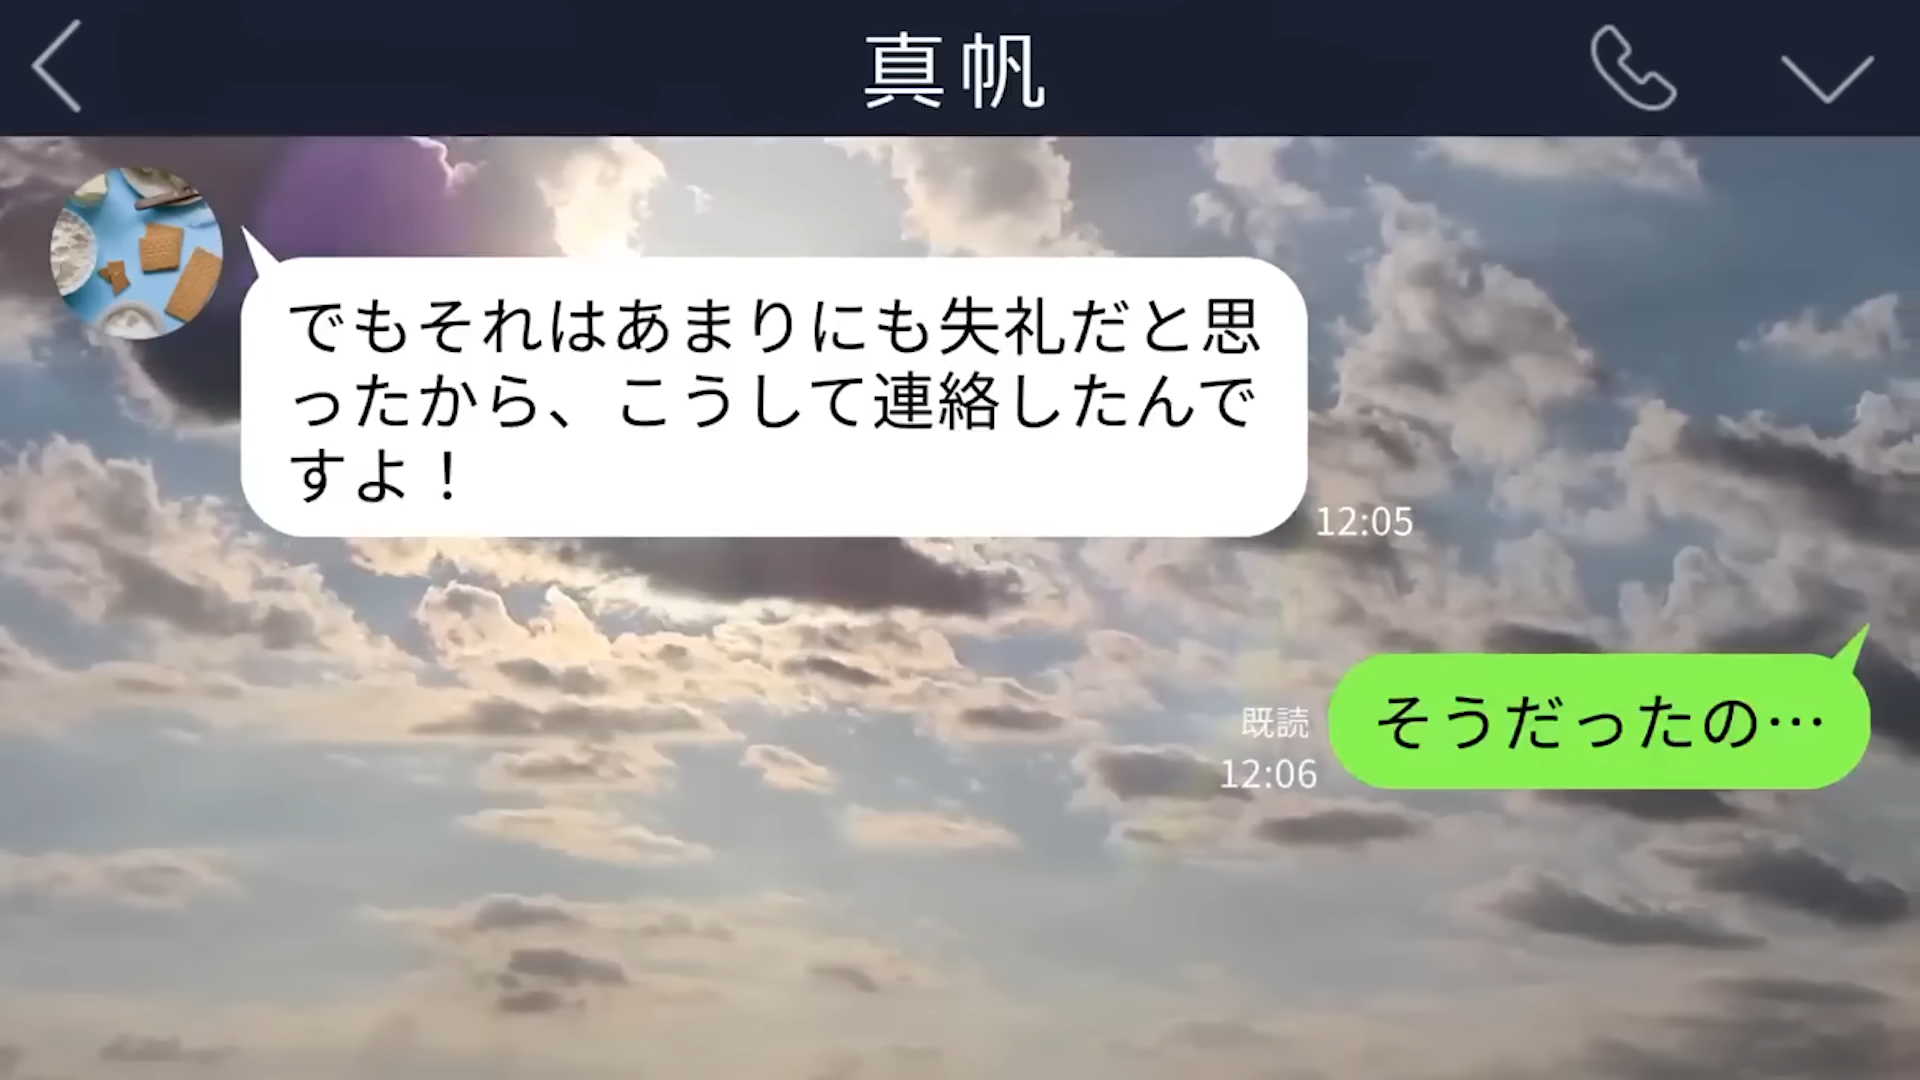 真帆
でもそれはあまりにも失礼だと思
ったから、こうして連絡したんで
すよ！
12:05
そうだったの…
既読
12:06